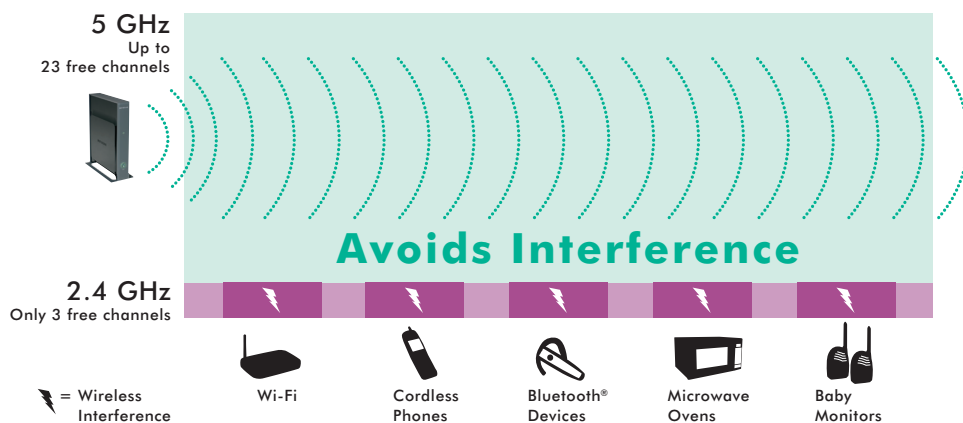 5 GHz
Up to
23 free channels
Avoids Interference
2.4 GHz
Only 3 free channels
= Wireless
Interference
Wi-Fi
Cordless
Phones
Bluetooth®
Devices
Microwave
Ovens
Baby
Monitors